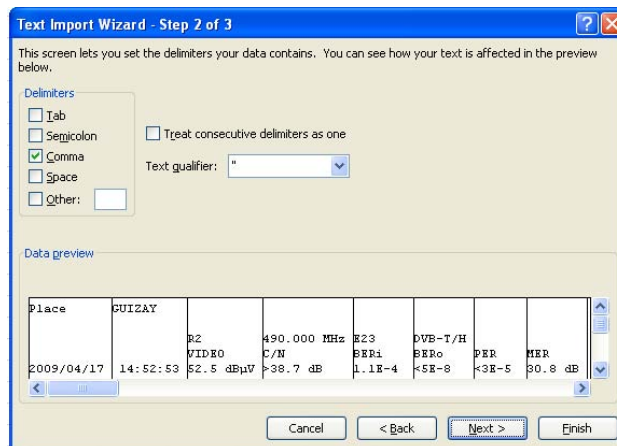 Text Import Wizard - Step 2 of 3
This screen lets you set the delimiters your data contains. You can see how your text is affected in the preview
below.
Delimiters
Tab
Semicolon
Comma
Space
Other:
Treat consecutive delimiters as one
Text qualifier: "
Data preview
Place GUIZAY
R2 490.000 MHz E23 DVB-T/H
VIDEO C/N BERi BERo PER MER
2009/04/17 14:52:53 52.5 dBµV >38.7 dB 1.1E-4 <5E-8 <3E-5 30.8 dB
Cancel < Back Next > Finish